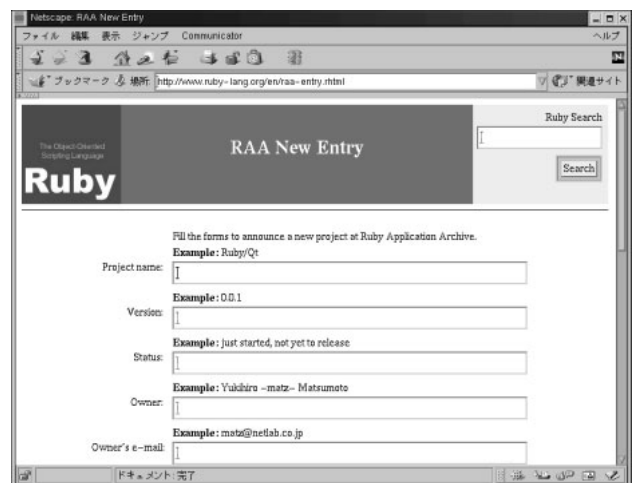 Netscape: RAA New Entry
ファイル 編集 表示 ジャンプ Communicator ヘルプ
ブックマーク 場所: http://www.ruby-lang.org/en/raa-entry.rhtml 関連サイト
The Object-Oriented
Scripting Language
Ruby
RAA New Entry
Ruby Search
Search
Fill the forms to announce a new project at Ruby Application Archive.
Example: Ruby/Qt
Project name:
Example: 0.0.1
Version:
Example: just started, not yet to release
Status:
Example: Yukihiro -matz- Matsumoto
Owner:
Example: matz@netlab.co.jp
Owner's e-mail:
ドキュメント: 完了